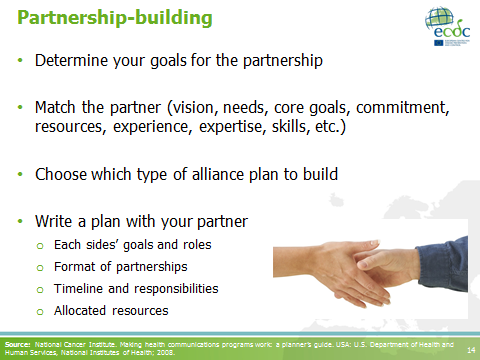 Partnership-building
ecdc
• Determine your goals for the partnership
• Match the partner (vision, needs, core goals, commitment,
resources, experience, expertise, skills, etc.)
• Choose which type of alliance plan to build
• Write a plan with your partner
o Each sides’ goals and roles
o Format of partnerships
o Timeline and responsibilities
o Allocated resources
Source: National Cancer Institute. Making health communications programs work: a planner's guide. USA: U.S. Department of Health and
Human Services, National Institutes of Health; 2008.
14